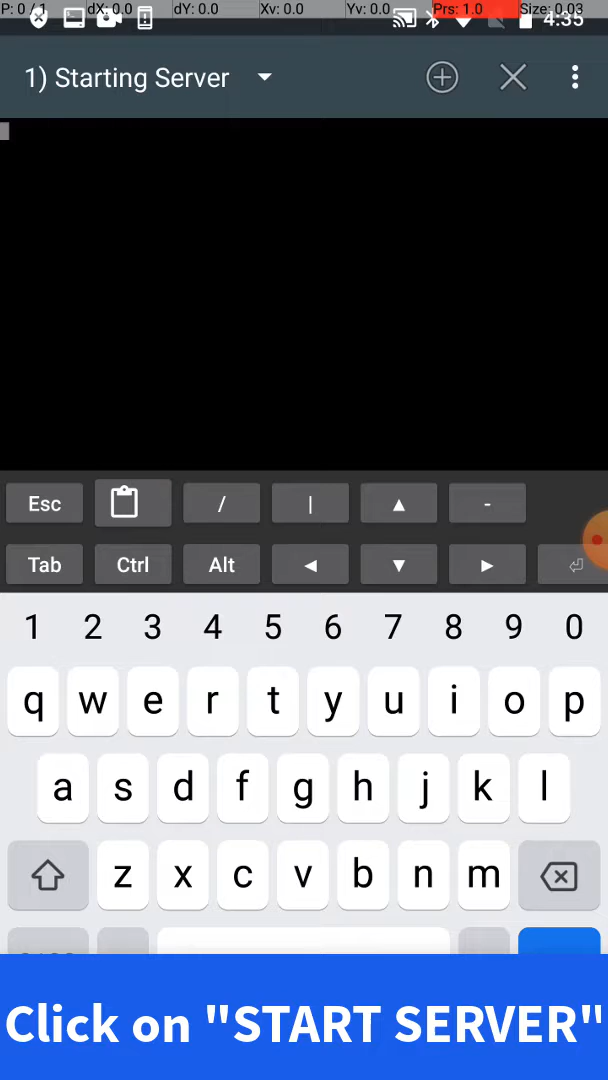 P: 0 / 1 dX: 0.0 dY: 0.0 Xv: 0.0 Yv: 0.0 Prs: 1.0 Size: 0.03
4:35
1) Starting Server
Esc / | ▲ -
Tab Ctrl Alt ◄ ▼ ►
1 2 3 4 5 6 7 8 9 0
q w e r t y u i o p
a s d f g h j k l
z x c v b n m
Click on "START SERVER"